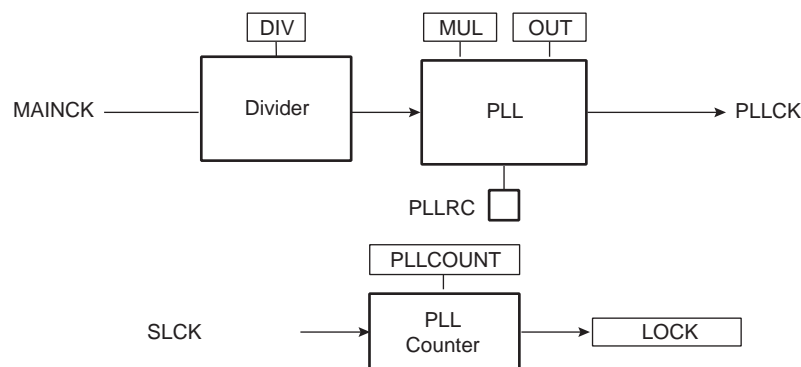 DIV
MUL
OUT
MAINCK
Divider
PLL
PLLCK
PLLRC
PLLCOUNT
SLCK
PLL
Counter
LOCK